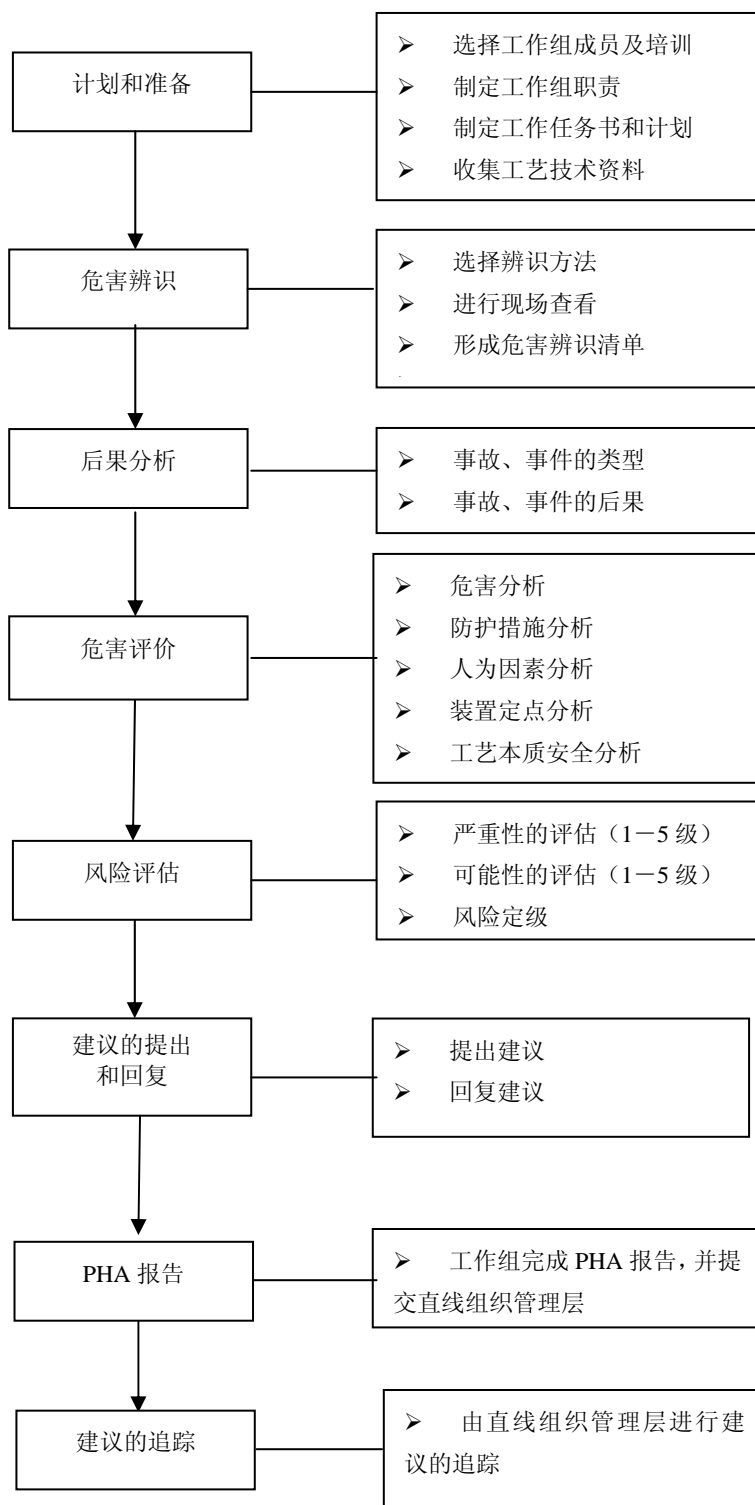 计划和准备
➢ 选择工作组成员及培训
➢ 制定工作组职责
➢ 制定工作任务书和计划
➢ 收集工艺技术资料
危害辨识
➢ 选择辨识方法
➢ 进行现场查看
➢ 形成危害辨识清单
后果分析
➢ 事故、事件的类型
➢ 事故、事件的后果
危害评价
➢ 危害分析
➢ 防护措施分析
➢ 人为因素分析
➢ 装置定点分析
➢ 工艺本质安全分析
风险评估
➢ 严重性的评估（1－5 级）
➢ 可能性的评估（1－5 级）
➢ 风险定级
建议的提出
和回复
➢ 提出建议
➢ 回复建议
PHA 报告
➢ 工作组完成 PHA 报告，并提
交直线组织管理层
建议的追踪
➢ 由直线组织管理层进行建
议的追踪